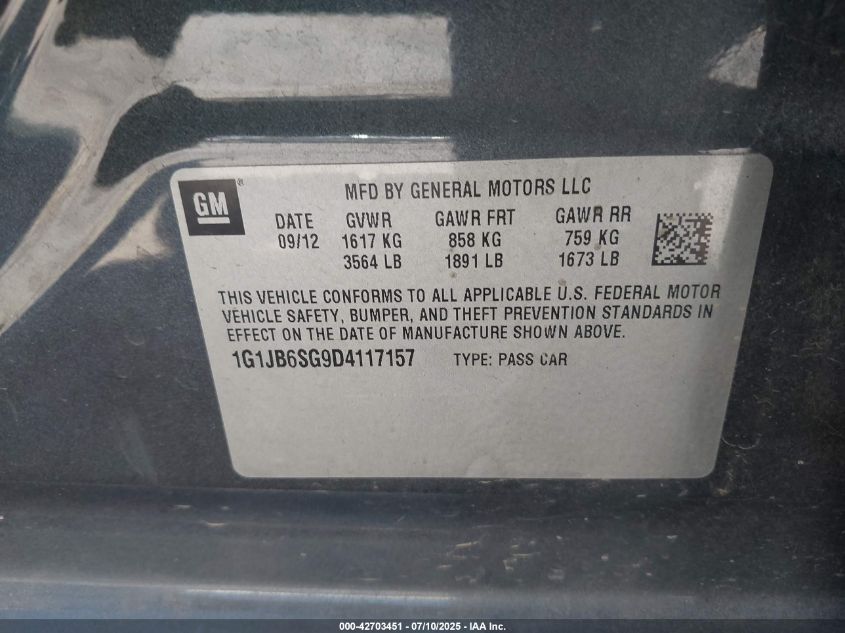 GM®
MFD BY GENERAL MOTORS LLC
DATE GVWR GAWR FRT GAWR RR
09/12 1617 KG 858 KG 759 KG
3564 LB 1891 LB 1673 LB
THIS VEHICLE CONFORMS TO ALL APPLICABLE U.S. FEDERAL MOTOR
VEHICLE SAFETY, BUMPER, AND THEFT PREVENTION STANDARDS IN
EFFECT ON THE DATE OF MANUFACTURE SHOWN ABOVE.
1G1JB6SG9D4117157 TYPE: PASS CAR
000-42703451 - 07/10/2025 - IAA Inc.